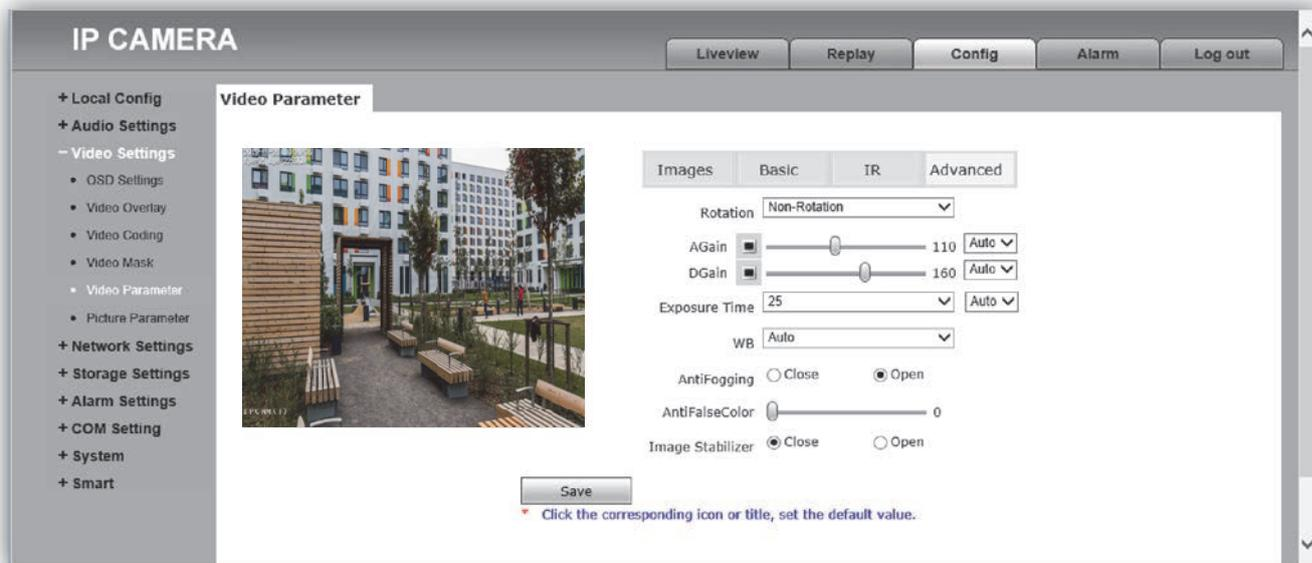 IP CAMERA
Liveview
Replay
Config
Alarm
Log out
+ Local Config
+ Audio Settings
− Video Settings
• OSD Settings
• Video Overlay
• Video Coding
• Video Mask
• Video Parameter
• Picture Parameter
+ Network Settings
+ Storage Settings
+ Alarm Settings
+ COM Setting
+ System
+ Smart
Video Parameter
Images Basic IR Advanced
Rotation Non-Rotation
AGain 110 Auto
DGain 160 Auto
Exposure Time 25 Auto
WB Auto
AntiFogging Close Open
AntiFalseColor 0
Image Stabilizer Close Open
Save
* Click the corresponding icon or title, set the default value.